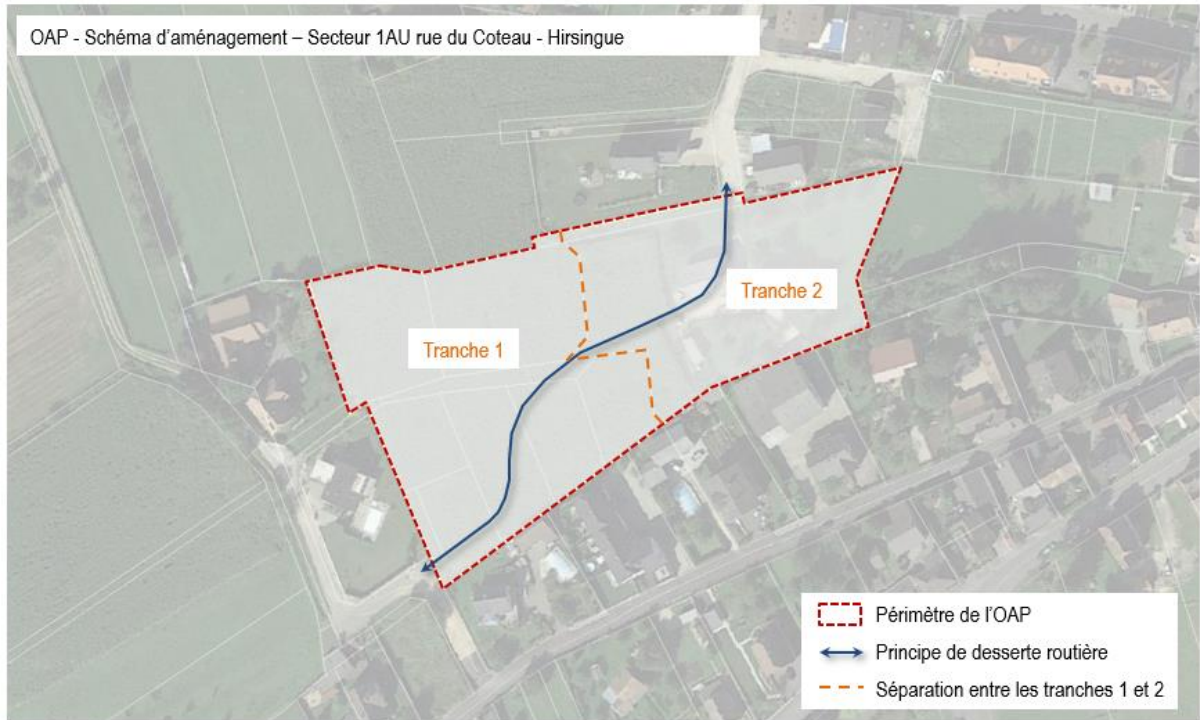 OAP - Schéma d'aménagement – Secteur 1AU rue du Coteau - Hirsingue
Tranche 2
Tranche 1
Périmètre de l'OAP
Principe de desserte routière
Séparation entre les tranches 1 et 2